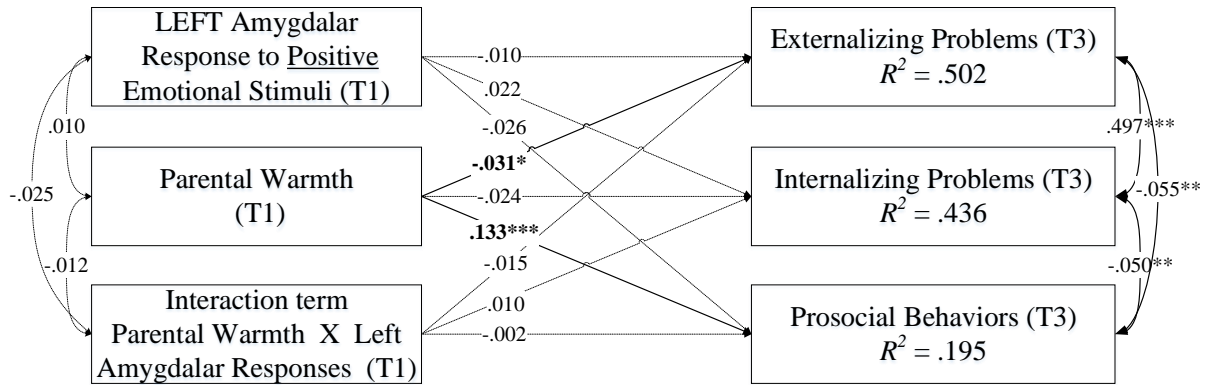 LEFT Amygdalar
Response to Positive
Emotional Stimuli (T1)
Parental Warmth
(T1)
Interaction term
Parental Warmth X Left
Amygdalar Responses (T1)
.010
-.025
-.012
-.010
.022
-.026
-.031*
-.024
.133***
-.015
.010
-.002
Externalizing Problems (T3)
R² = .502
Internalizing Problems (T3)
R² = .436
Prosocial Behaviors (T3)
R² = .195
.497***
-.055**
-.050**